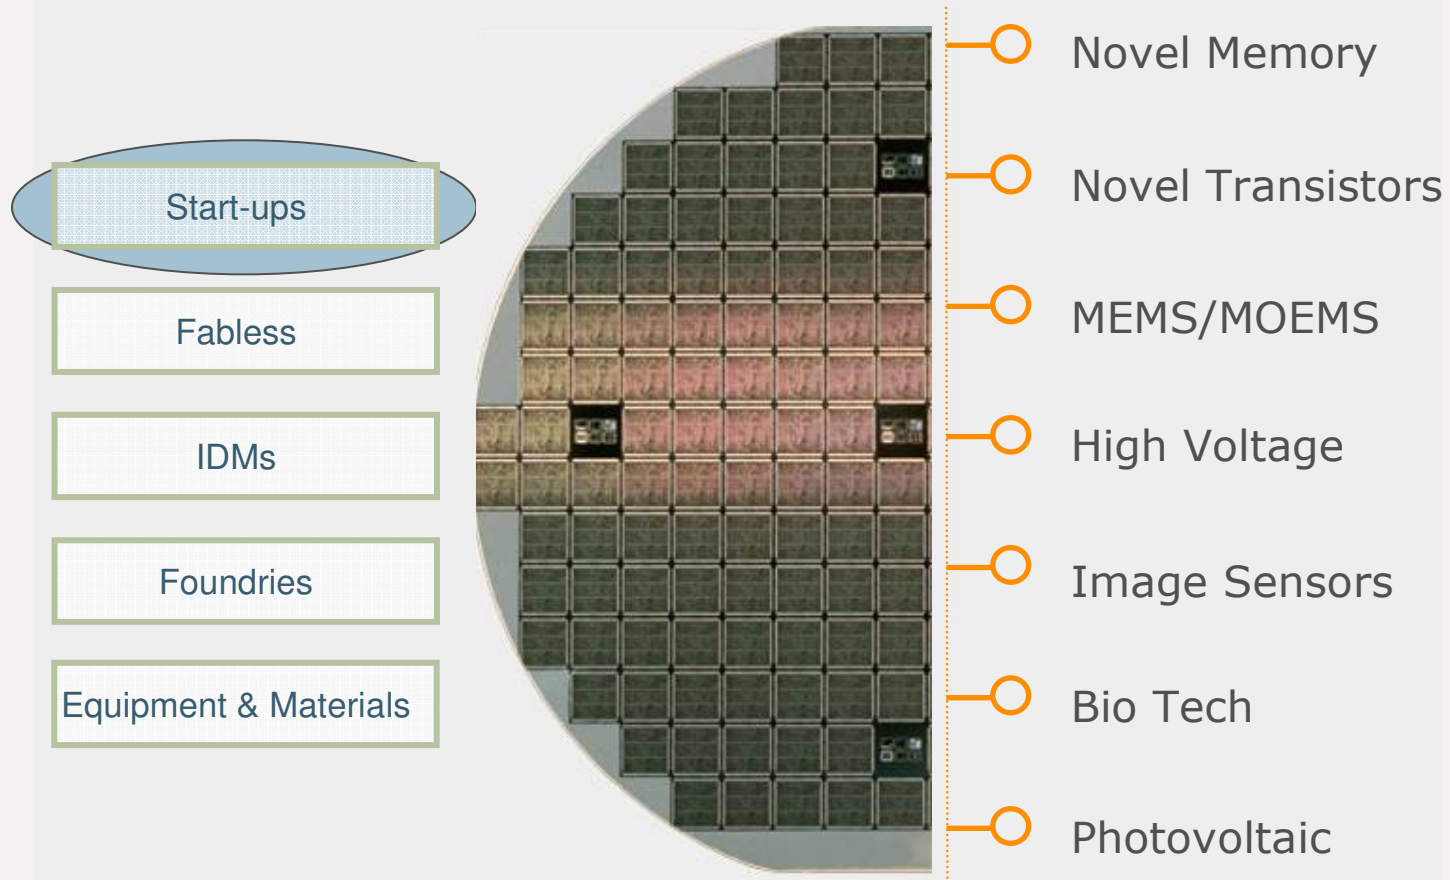 Start-ups
Fabless
IDMs
Foundries
Equipment & Materials
Novel Memory
Novel Transistors
MEMS/MOEMS
High Voltage
Image Sensors
Bio Tech
Photovoltaic